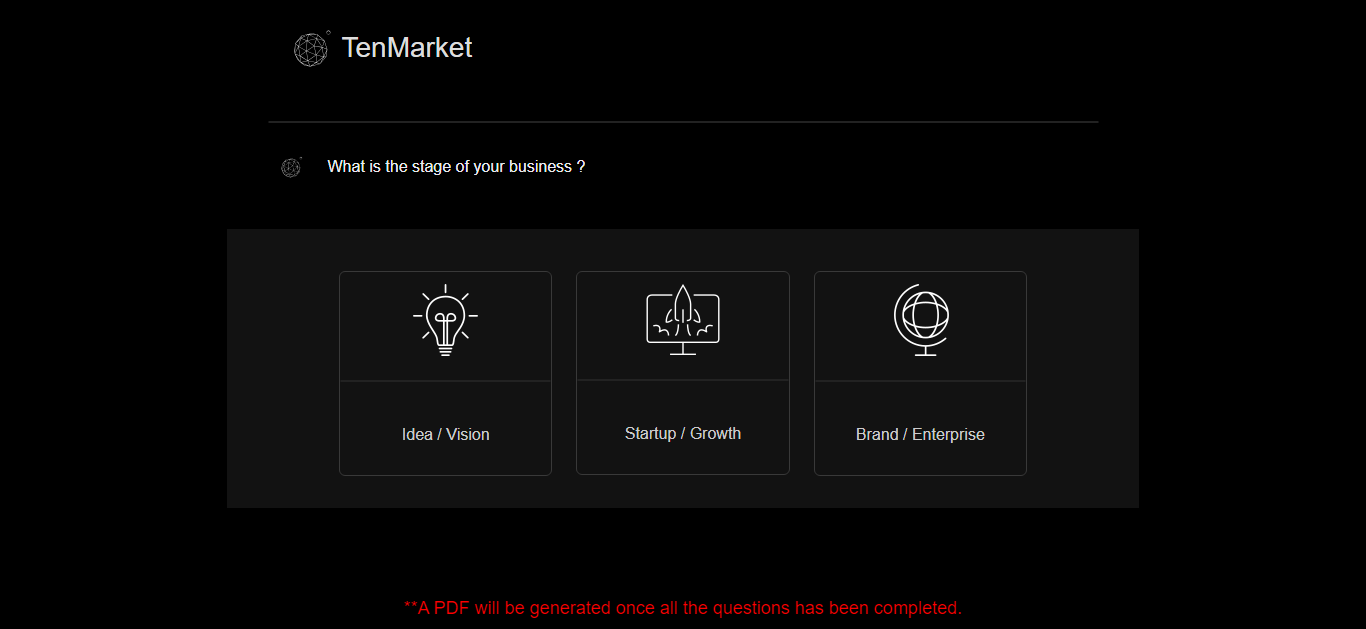 TenMarket
What is the stage of your business ?
Idea / Vision
Startup / Growth
Brand / Enterprise
**A PDF will be generated once all the questions has been completed.